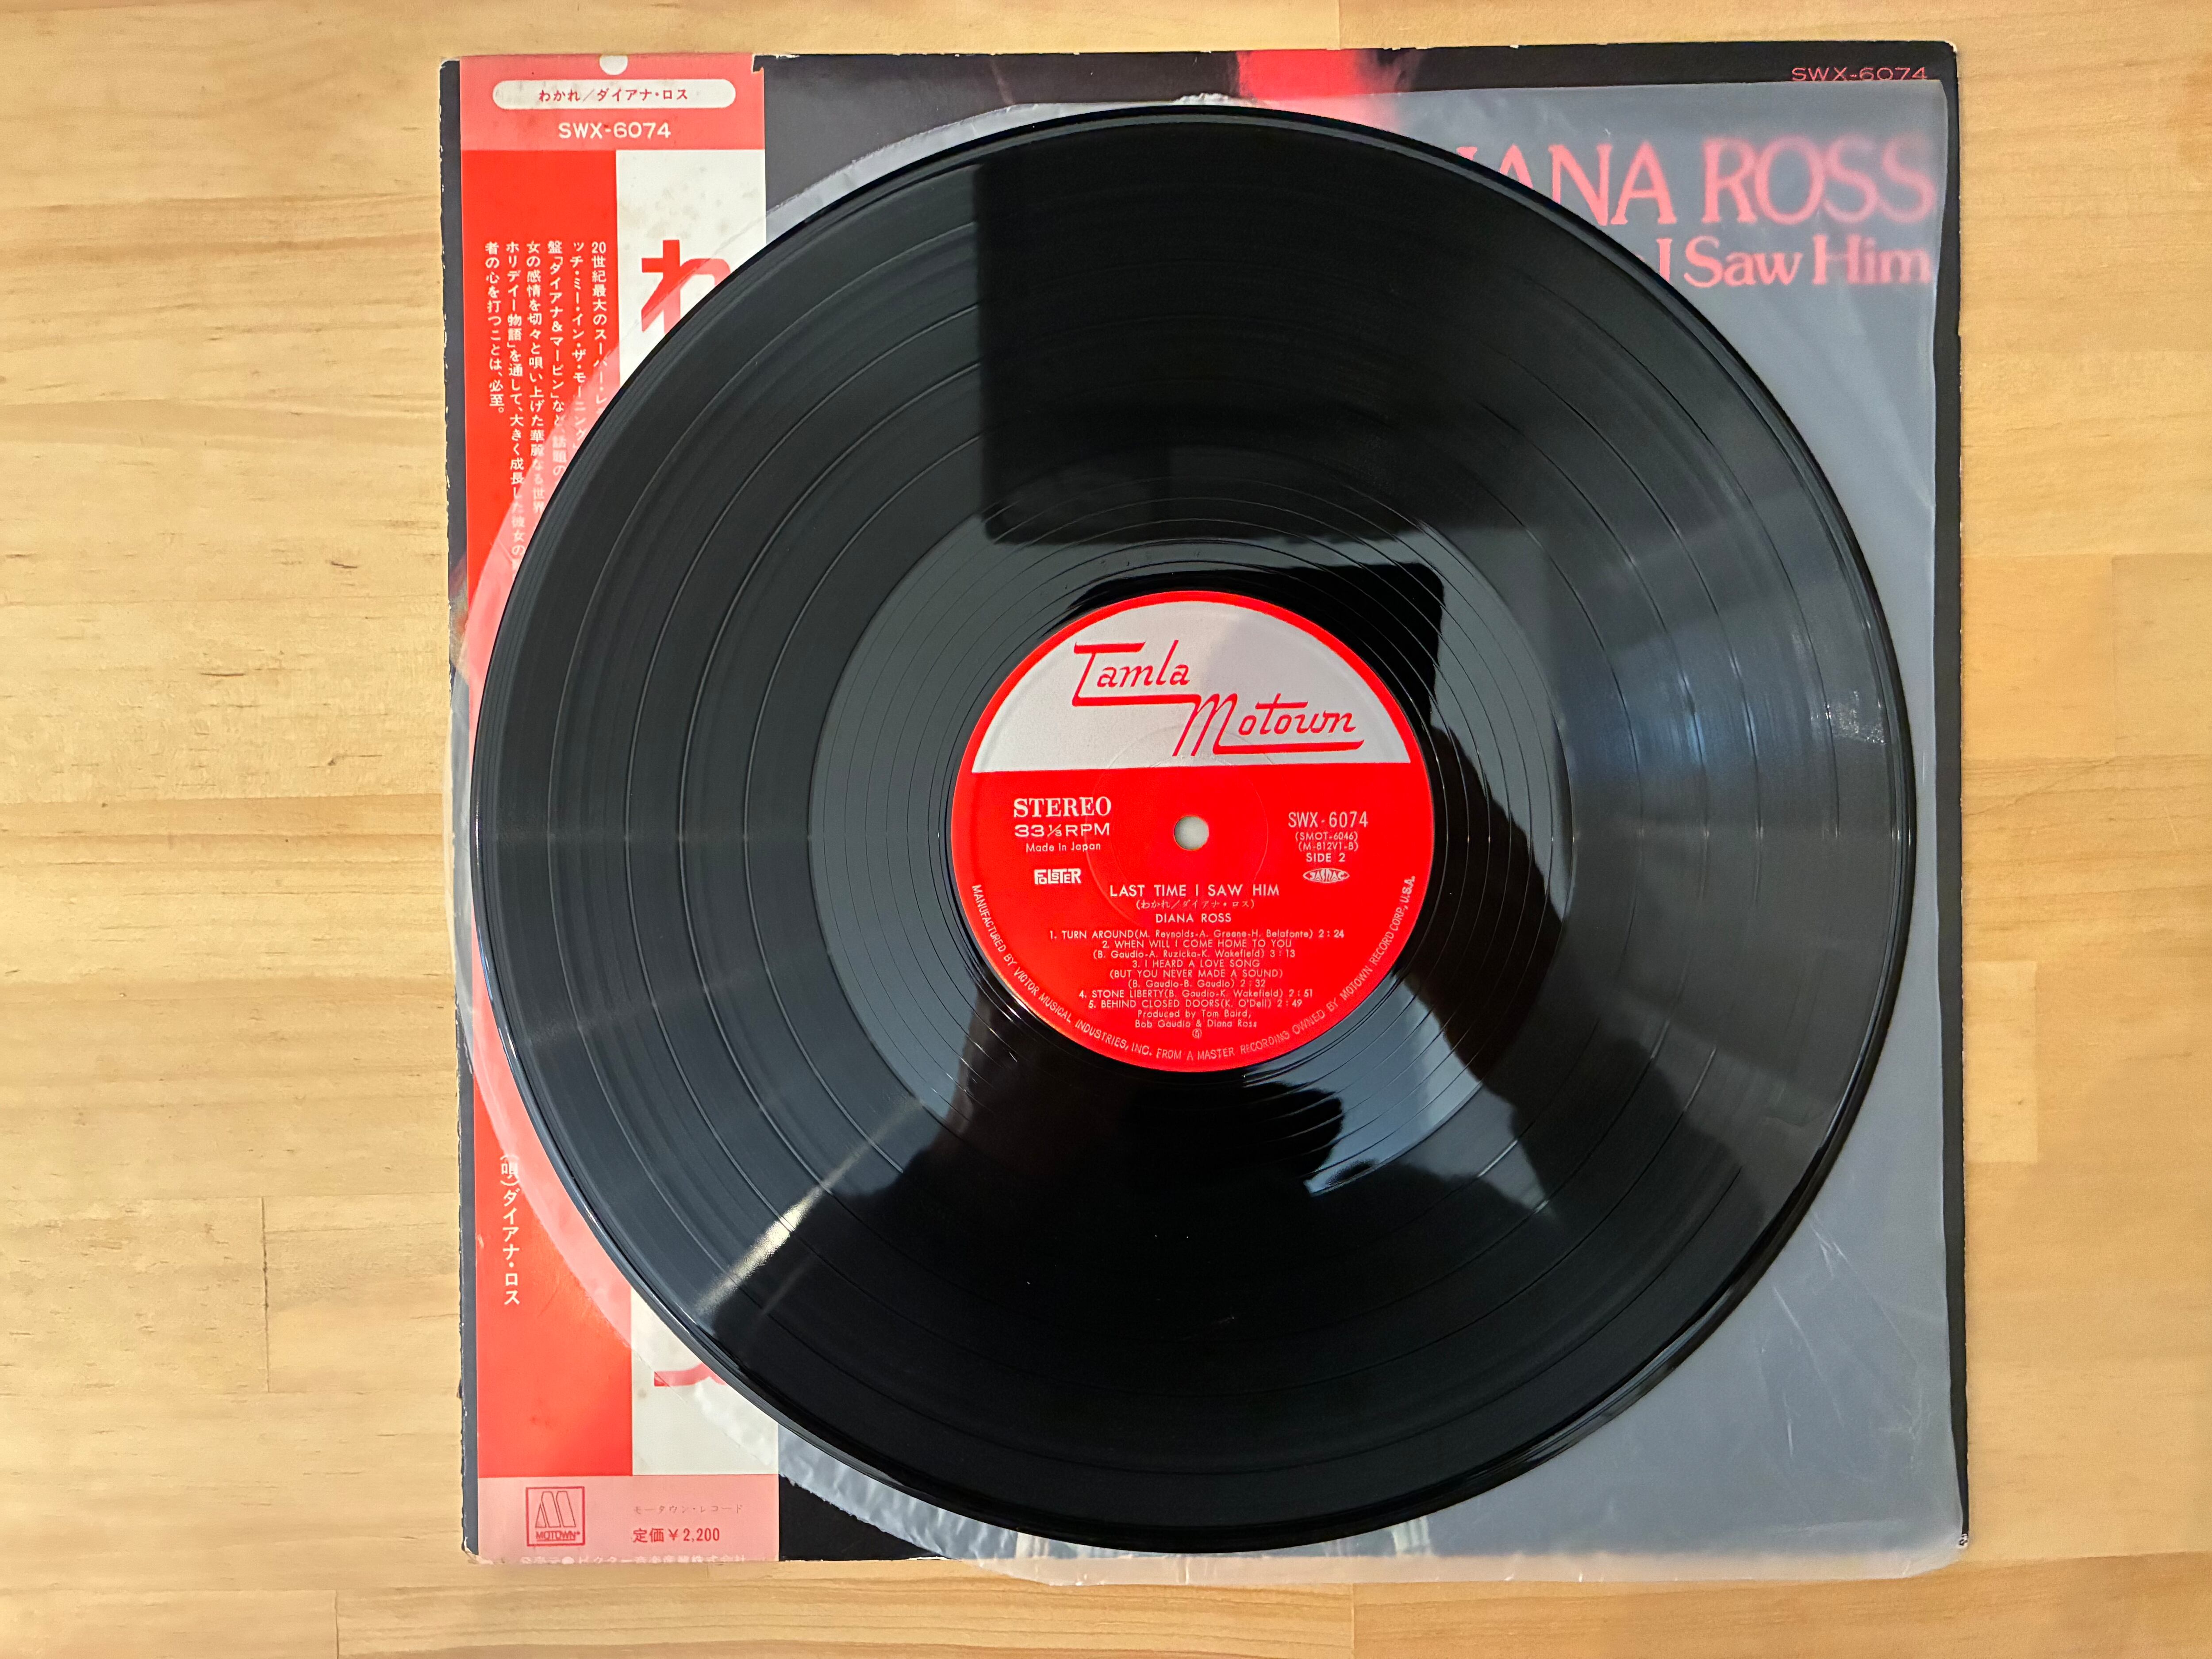 わかれ／ダイアナ・ロス
SWX-6074
20世紀最大のスーパー・レ
ッチ・ミー・イン・ザ・モーニング
盤「ダイアナ&マービン」など、話題の
女の感情を切々と唄い上げた華麗なる世界
ホリデイー物語」を通して、大きく成長した彼女の
者の心を打つことは、必至。
わ
(唄)ダイアナ・ロス
MOTOWN
モータウン・レコード
定価￥2,200
SWX-6074
IANA ROSS
I Saw Him
Tamla
Motown
STEREO
33⅓RPM
Made in Japan
SWX-6074
(SMOT-6046)
(M-812V1-B)
SIDE 2
JASRAC
LAST TIME I SAW HIM
(わかれ／ダイアナ・ロス)
DIANA ROSS
1. TURN AROUND(M. Reynolds-A. Greene-H. Belafonte) 2:24
2. WHEN WILL I COME HOME TO YOU
(B. Gaudio-A. Ruzicka-K. Wakefield) 3:13
3. I HEARD A LOVE SONG
(BUT YOU NEVER MADE A SOUND)
(B. Gaudio-B. Gaudio) 2:32
4. STONE LIBERTY(B. Gaudio-K. Wakefield) 2:51
5. BEHIND CLOSED DOORS(K. O'Dell) 2:49
Produced by Tom Baird,
Bob Gaudio & Diana Ross
MANUFACTURED BY VICTOR MUSICAL INDUSTRIES, INC. FROM A MASTER RECORDING OWNED BY MOTOWN RECORD CORP., U.S.A.